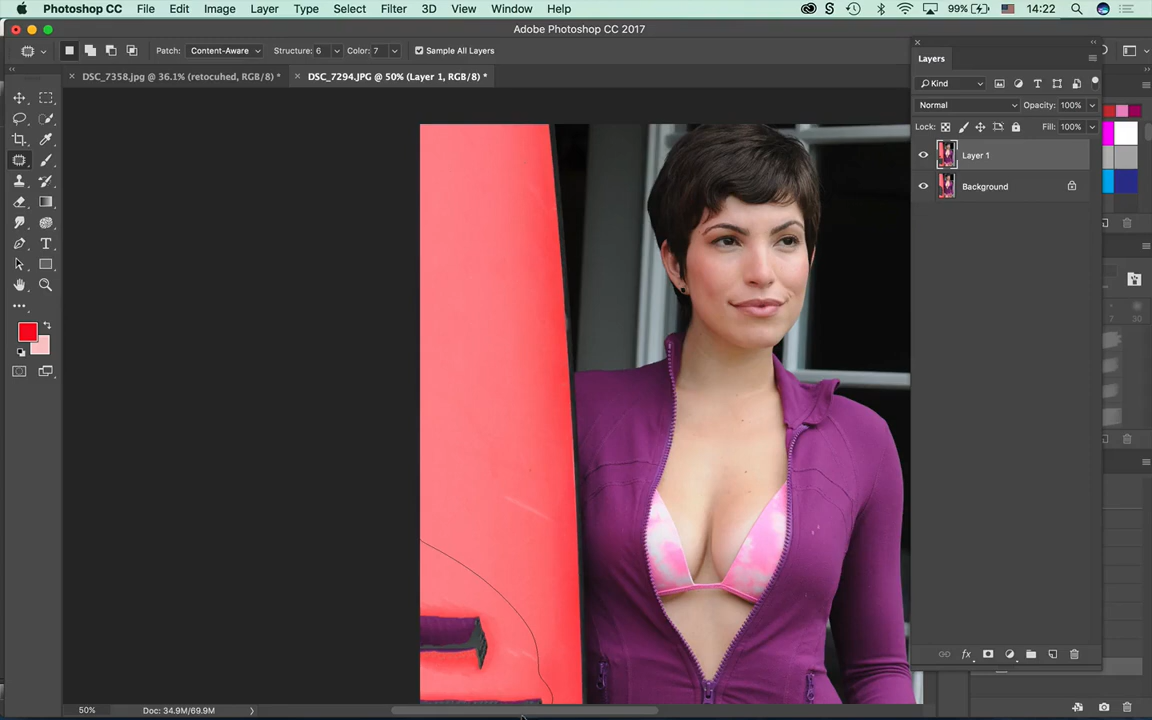 Photoshop CC File Edit Image Layer Type Select Filter 3D View Window Help 99% 14:22
Adobe Photoshop CC 2017
Patch: Content-Aware Structure: 6 Color: 7 Sample All Layers
DSC_7358.jpg @ 36.1% (retocuhed, RGB/8) * DSC_7294.JPG @ 50% (Layer 1, RGB/8) *
Layers
Kind
Normal Opacity: 100%
Lock: Fill: 100%
Layer 1
Background
7 30
50% Doc: 34.9M/69.9M